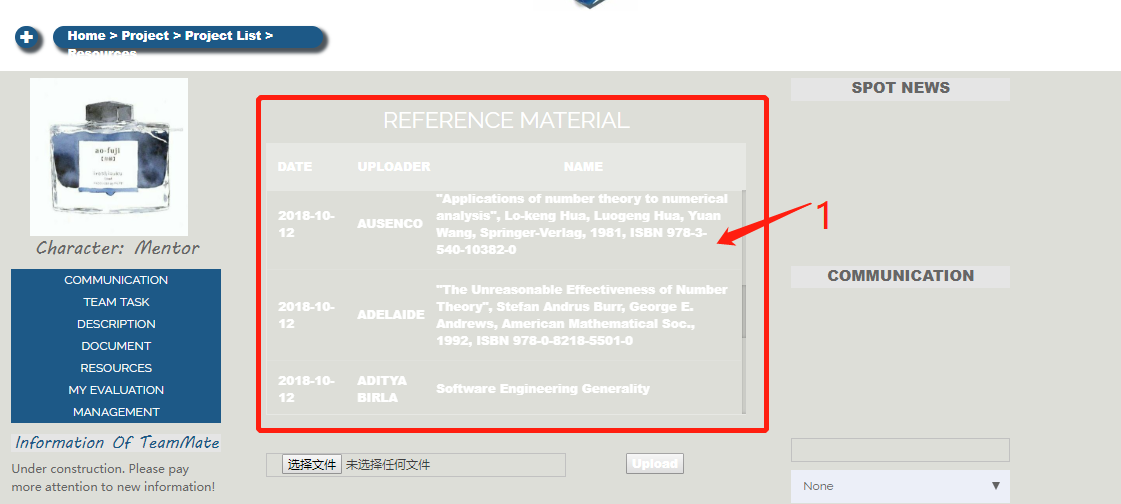 Home > Project > Project List >
Resources
SPOT NEWS
REFERENCE MATERIAL
DATE UPLOADER NAME
2018-10-
12
AUSENCO
"Applications of number theory to numerical
analysis", Lo-keng Hua, Luogeng Hua, Yuan
Wang, Springer-Verlag, 1981, ISBN 978-3-
540-10382-0
1
2018-10-
12
ADELAIDE
"The Unreasonable Effectiveness of Number
Theory", Stefan Andrus Burr, George E.
Andrews, American Mathematical Soc.,
1992, ISBN 978-0-8218-5501-0
2018-10-
12
ADITYA
BIRLA
Software Engineering Generality
选择文件 未选择任何文件
Upload
ao-fuji
Character: Mentor
COMMUNICATION
TEAM TASK
DESCRIPTION
DOCUMENT
RESOURCES
MY EVALUATION
MANAGEMENT
Information Of TeamMate
Under construction. Please pay
more attention to new information!
COMMUNICATION
None